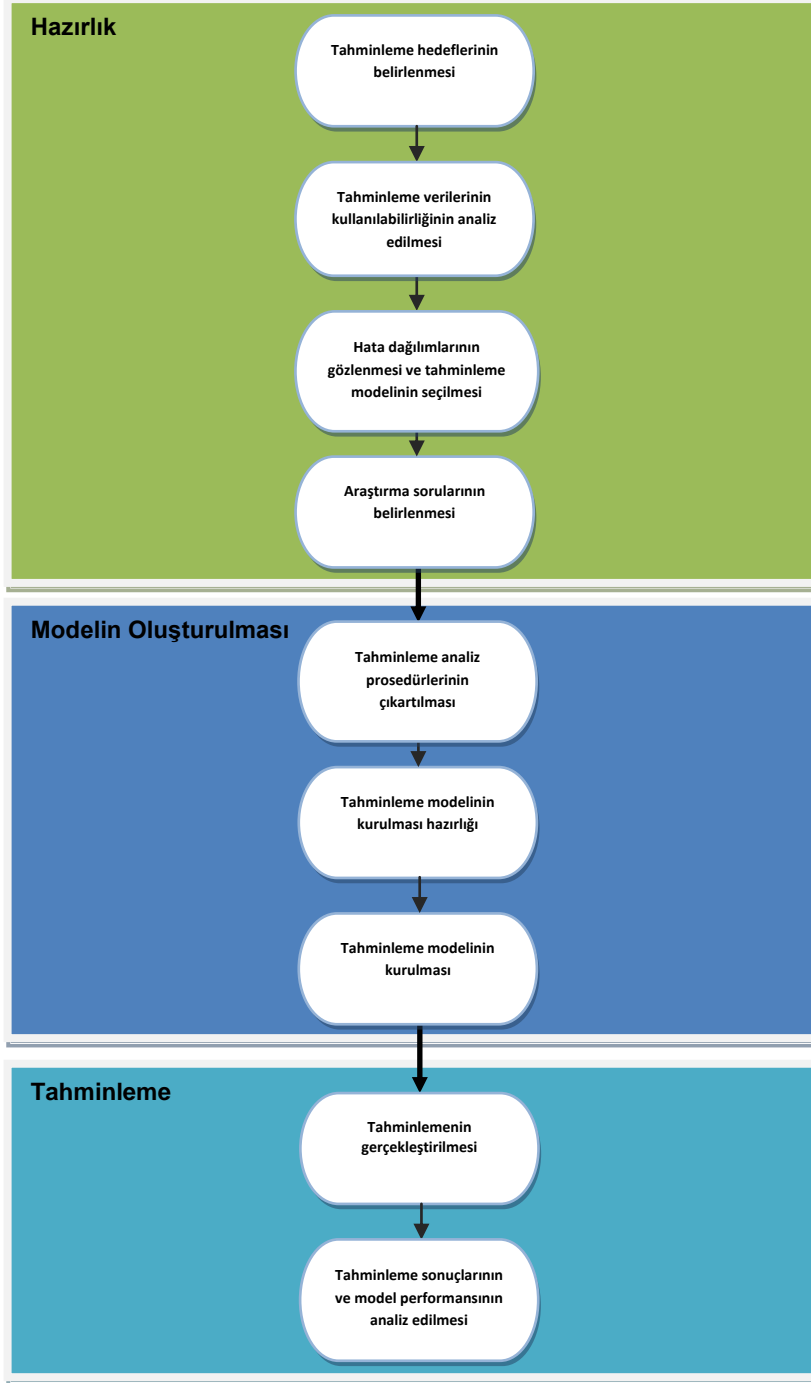 Hazırlık
Tahminleme hedeflerinin
belirlenmesi
Tahminleme verilerinin
kullanılabilirliğinin analiz
edilmesi
Hata dağılımlarının
gözlenmesi ve tahminleme
modelinin seçilmesi
Araştırma sorularının
belirlenmesi
Modelin Oluşturulması
Tahminleme analiz
prosedürlerinin
çıkartılması
Tahminleme modelinin
kurulması hazırlığı
Tahminleme modelinin
kurulması
Tahminleme
Tahminlemenin
gerçekleştirilmesi
Tahminleme sonuçlarının
ve model performansının
analiz edilmesi